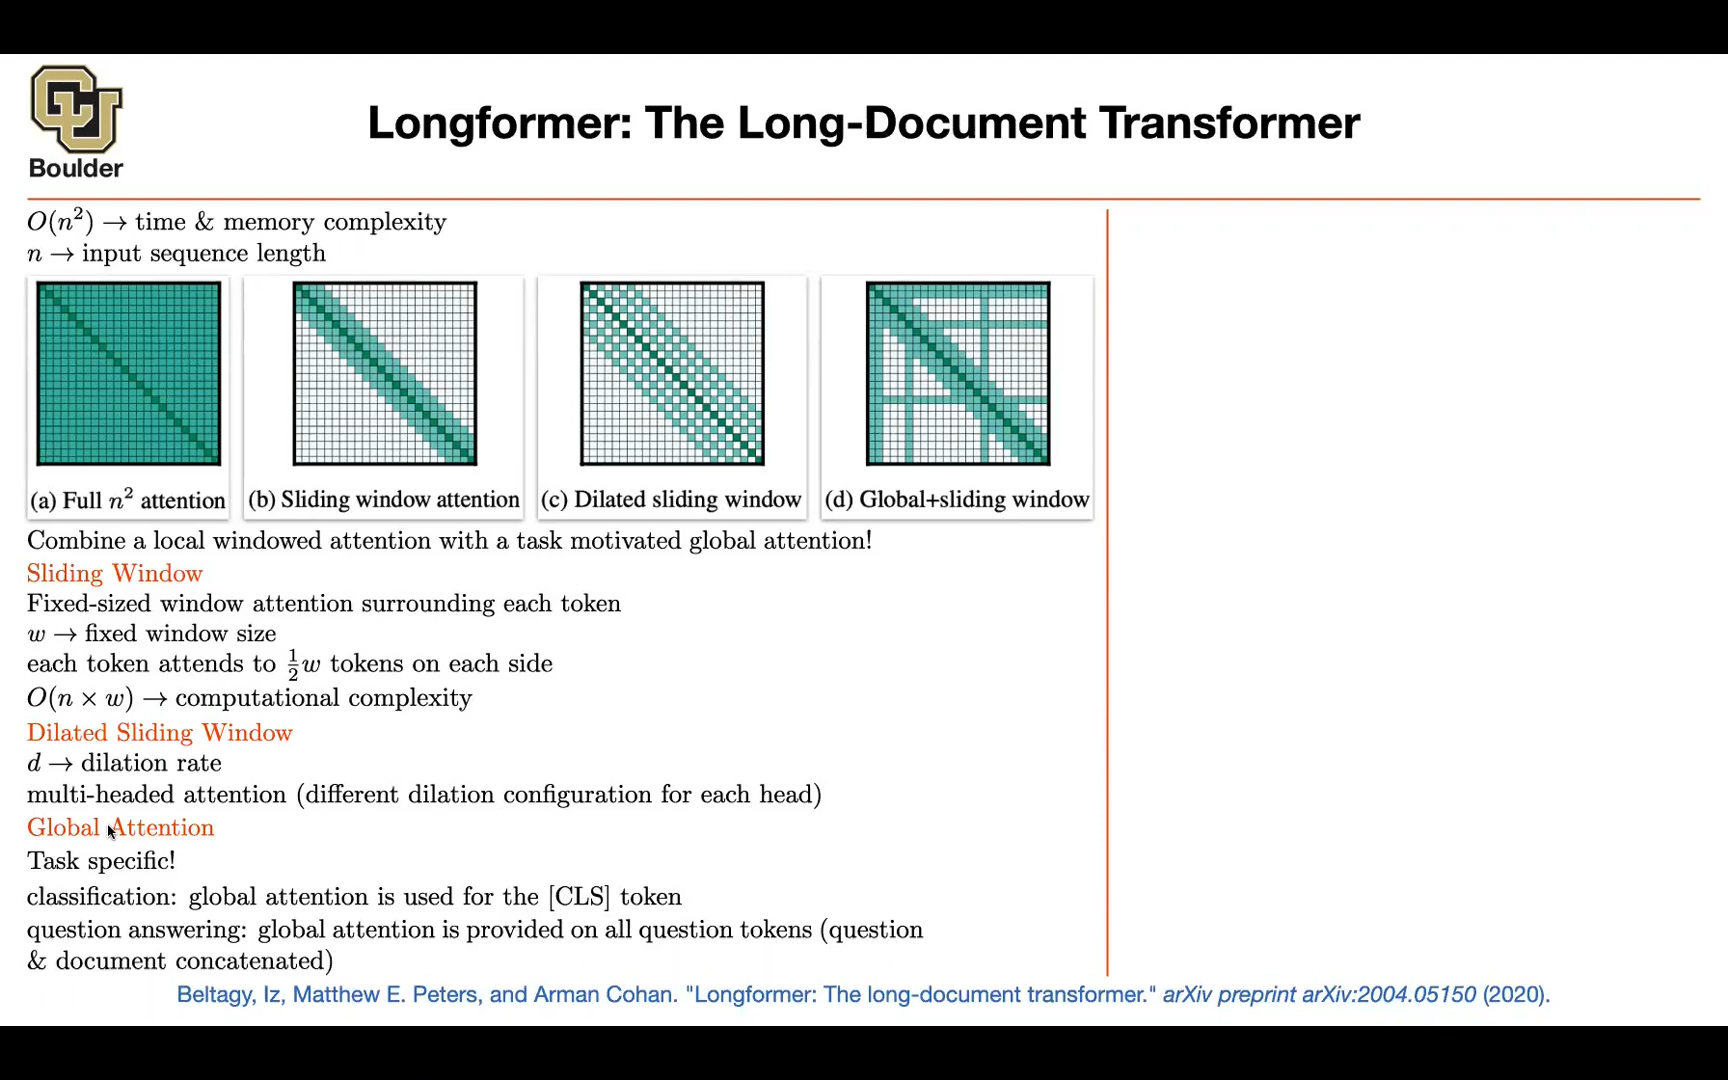 CU
Boulder
Longformer: The Long-Document Transformer
O(n²) → time & memory complexity
n → input sequence length
(a) Full n² attention
(b) Sliding window attention
(c) Dilated sliding window
(d) Global+sliding window
Combine a local windowed attention with a task motivated global attention!
Sliding Window
Fixed-sized window attention surrounding each token
w → fixed window size
each token attends to ½w tokens on each side
O(n × w) → computational complexity
Dilated Sliding Window
d → dilation rate
multi-headed attention (different dilation configuration for each head)
Global Attention
Task specific!
classification: global attention is used for the [CLS] token
question answering: global attention is provided on all question tokens (question
& document concatenated)
Beltagy, Iz, Matthew E. Peters, and Arman Cohan. "Longformer: The long-document transformer." arXiv preprint arXiv:2004.05150 (2020).